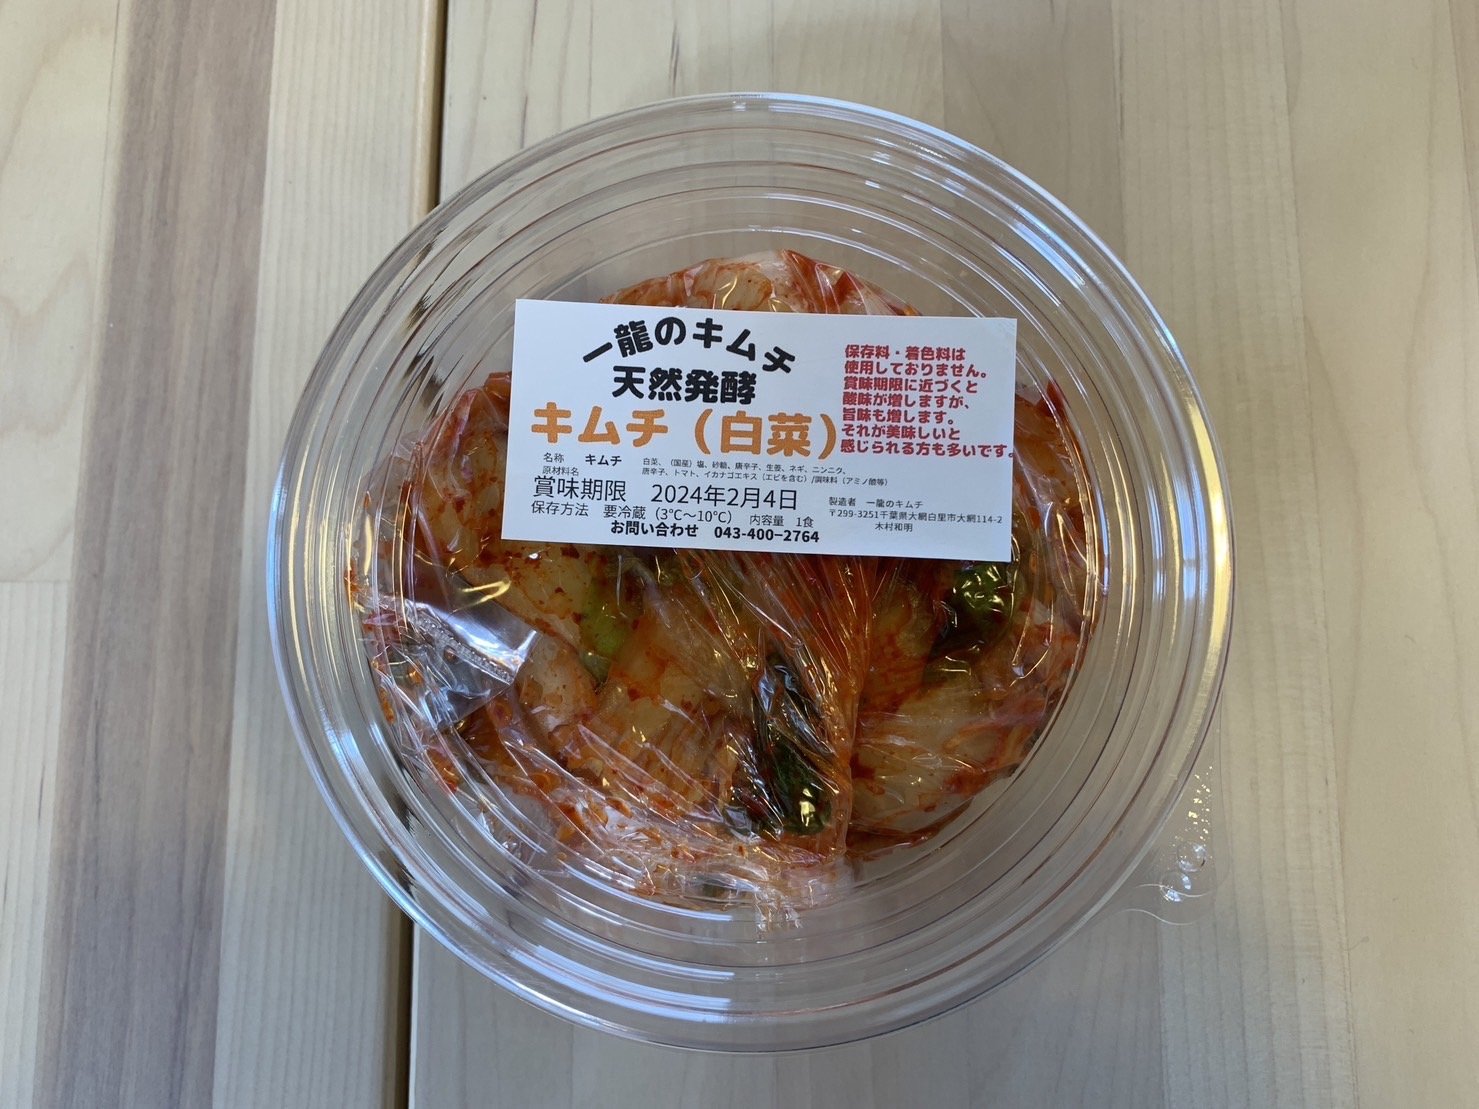 一龍のキムチ
天然発酵
キムチ（白菜）
保存料・着色料は
使用しておりません。
賞味期限に近づくと
酸味が増しますが、
旨味も増します。
それが美味しいと
感じられる方も多いです。
名称　キムチ
原材料名　白菜、（国産）塩、砂糖、唐辛子、生姜、ネギ、ニンニク、
唐辛子、トマト、イカナゴエキス（エビを含む）/調味料（アミノ酸等）
賞味期限　2024年2月4日
保存方法　要冷蔵（3℃～10℃）　内容量　1食
製造者　一龍のキムチ
〒299-3251千葉県大網白里市大網114-2
木村和明
お問い合わせ　043-400−2764